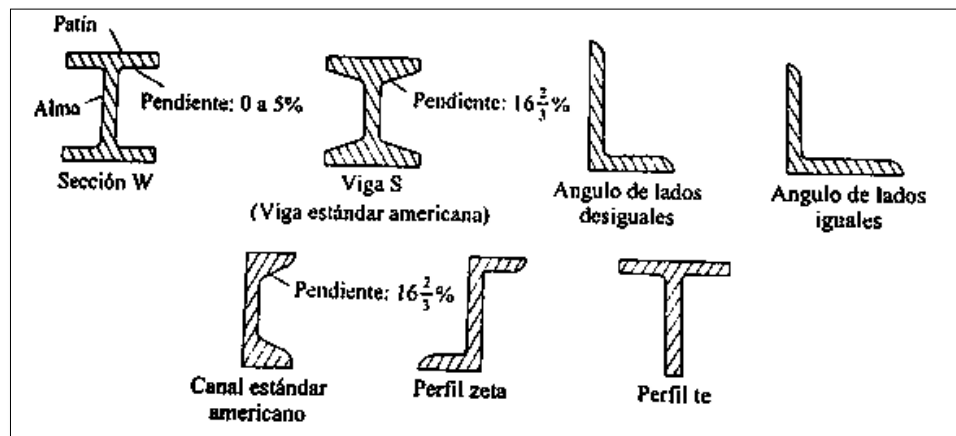 Patín
Alma
Pendiente: 0 a 5%
Sección W
Pendiente: 16 2/3 %
Viga S
(Viga estándar americana)
Angulo de lados
desiguales
Angulo de lados
iguales
Pendiente: 16 2/3 %
Canal estándar
americano
Perfil zeta
Perfil te